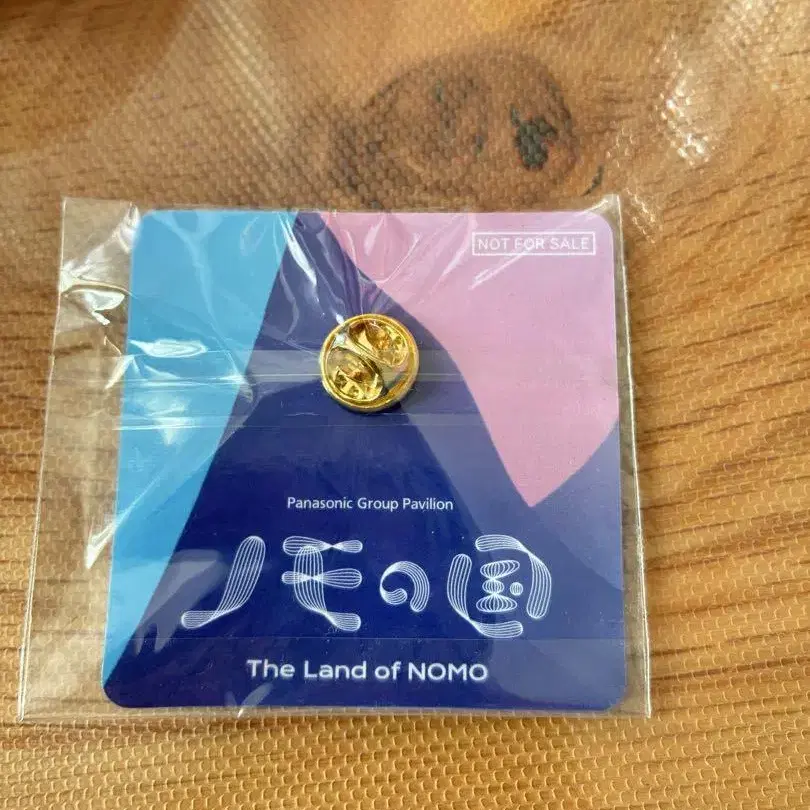 NOT FOR SALE
Panasonic Group Pavilion
ノモの国
The Land of NOMO